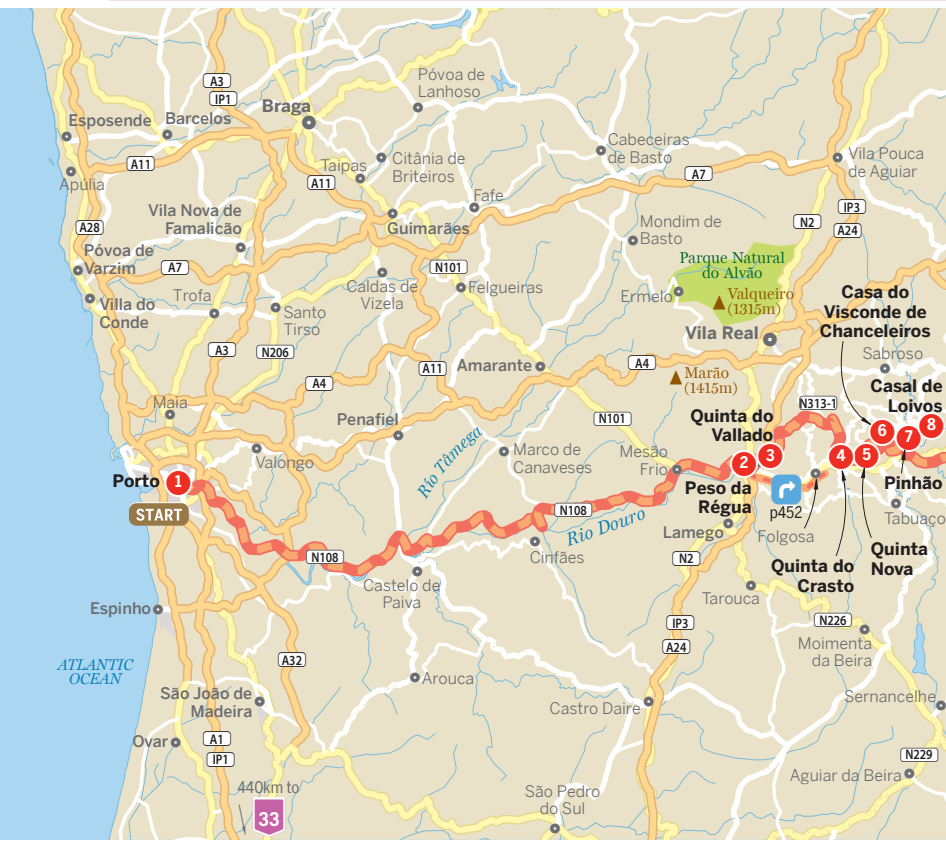 Póvoa de
Lanhoso
A3
IP1
Braga
Esposende
Barcelos
Cabeceiras
de Basto
A11
Taipas
Citânia de
Briteiros
Vila Pouca
de Aguiar
A7
Apúlia
A11
Fafe
Vila Nova de
Famalicão
IP3
N2
A28
Guimarães
Mondim de
Basto
A24
Póvoa de
Varzim
A7
N101
Parque Natural
do Alvão
Caldas de
Vizela
Felgueiras
Casa do
Visconde de
Chanceleiros
Trofa
Ermelo
Valqueiro
(1315m)
Villa do
Conde
Santo
Tirso
Vila Real
A3
N206
Sabroso
A11
Amarante
A4
Marão
(1415m)
A4
Casal de
Loivos
Maia
N313-1
Penafiel
N101
Quinta do
Vallado
6
7
8
Rio Tâmega
Marco de
Canaveses
Mesão
Frio
2
3
4
5
Valongo
Porto
1
START
Peso da
Régua
Pinhão
p452
N108
Rio Douro
Tabuaço
Lamego
Folgosa
N108
Cinfães
N2
Quinta do
Crasto
Quinta
Nova
Castelo de
Paiva
Tarouca
Espinho
N226
IP3
A24
Moimenta
da Beira
ATLANTIC
OCEAN
A32
Arouca
São João de
Madeira
Castro Daire
Sernancelhe
Ovar
A1
IP1
N229
Aguiar da Beira
440km to
33
São Pedro
do Sul